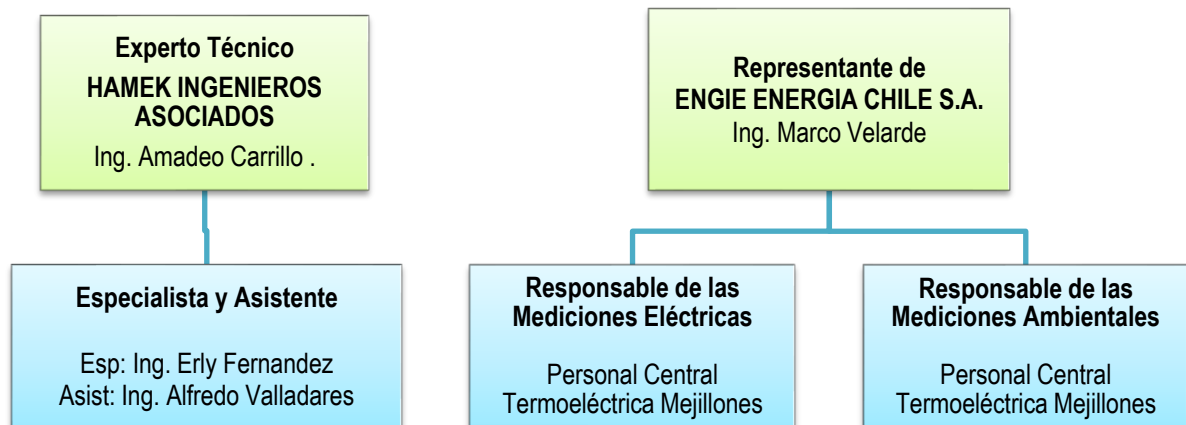 Experto Técnico
HAMEK INGENIEROS
ASOCIADOS
Ing. Amadeo Carrillo .
Representante de
ENGIE ENERGIA CHILE S.A.
Ing. Marco Velarde
Especialista y Asistente
Esp: Ing. Erly Fernandez
Asist: Ing. Alfredo Valladares
Responsable de las
Mediciones Eléctricas
Personal Central
Termoeléctrica Mejillones
Responsable de las
Mediciones Ambientales
Personal Central
Termoeléctrica Mejillones